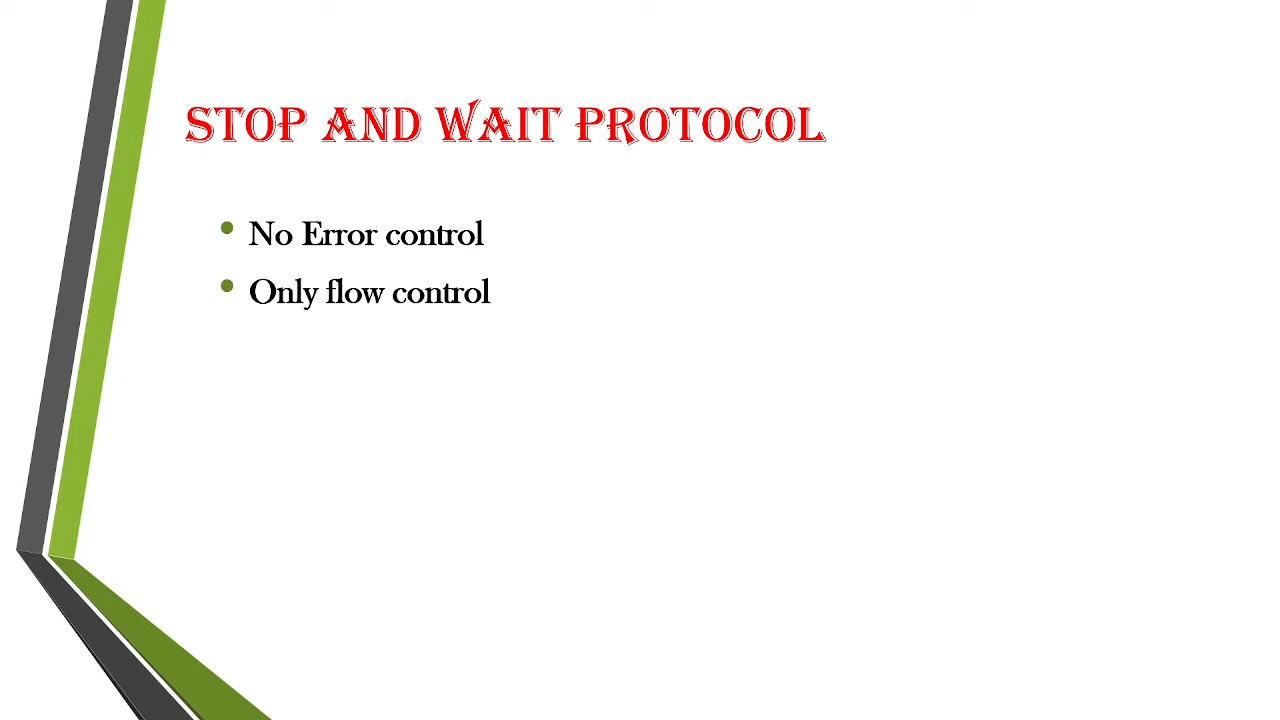 STOP AND WAIT PROTOCOL
• No Error control
• Only flow control